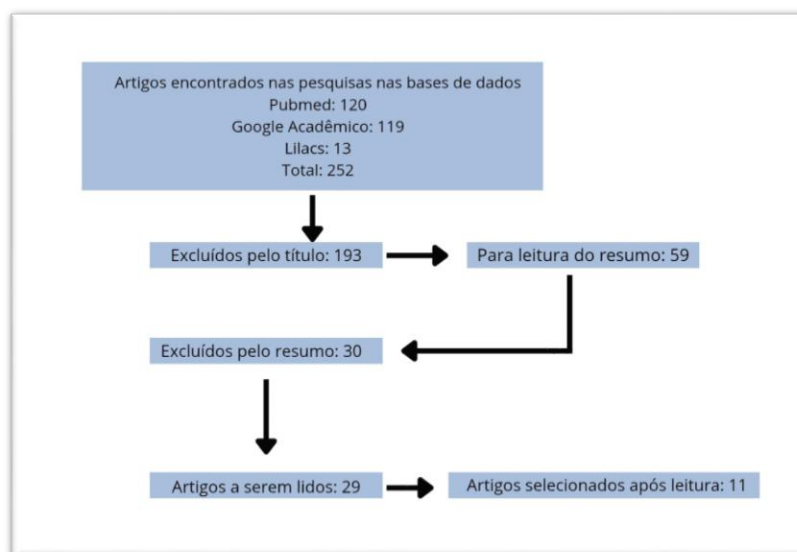 Artigos encontrados nas pesquisas nas bases de dados
Pubmed: 120
Google Acadêmico: 119
Lilacs: 13
Total: 252
Excluídos pelo título: 193
Para leitura do resumo: 59
Excluídos pelo resumo: 30
Artigos a serem lidos: 29
Artigos selecionados após leitura: 11